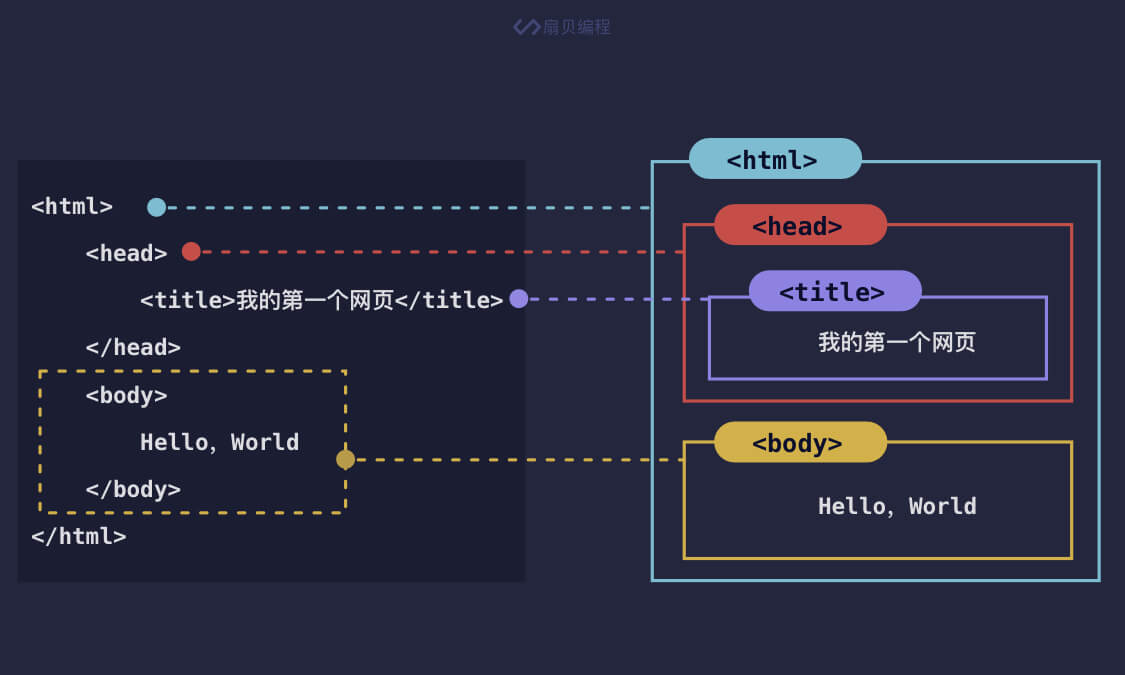 扇贝编程
<html>
<head>
<title>我的第一个网页</title>
</head>
<body>
Hello, World
</body>
</html>
<html>
<head>
<title>
我的第一个网页
<body>
Hello, World